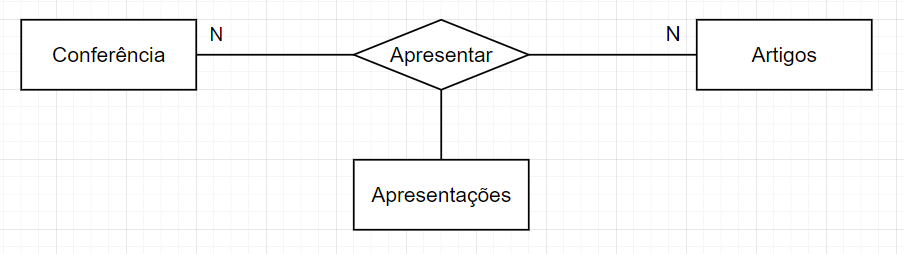 N
N
Conferência
Apresentar
Artigos
Apresentações